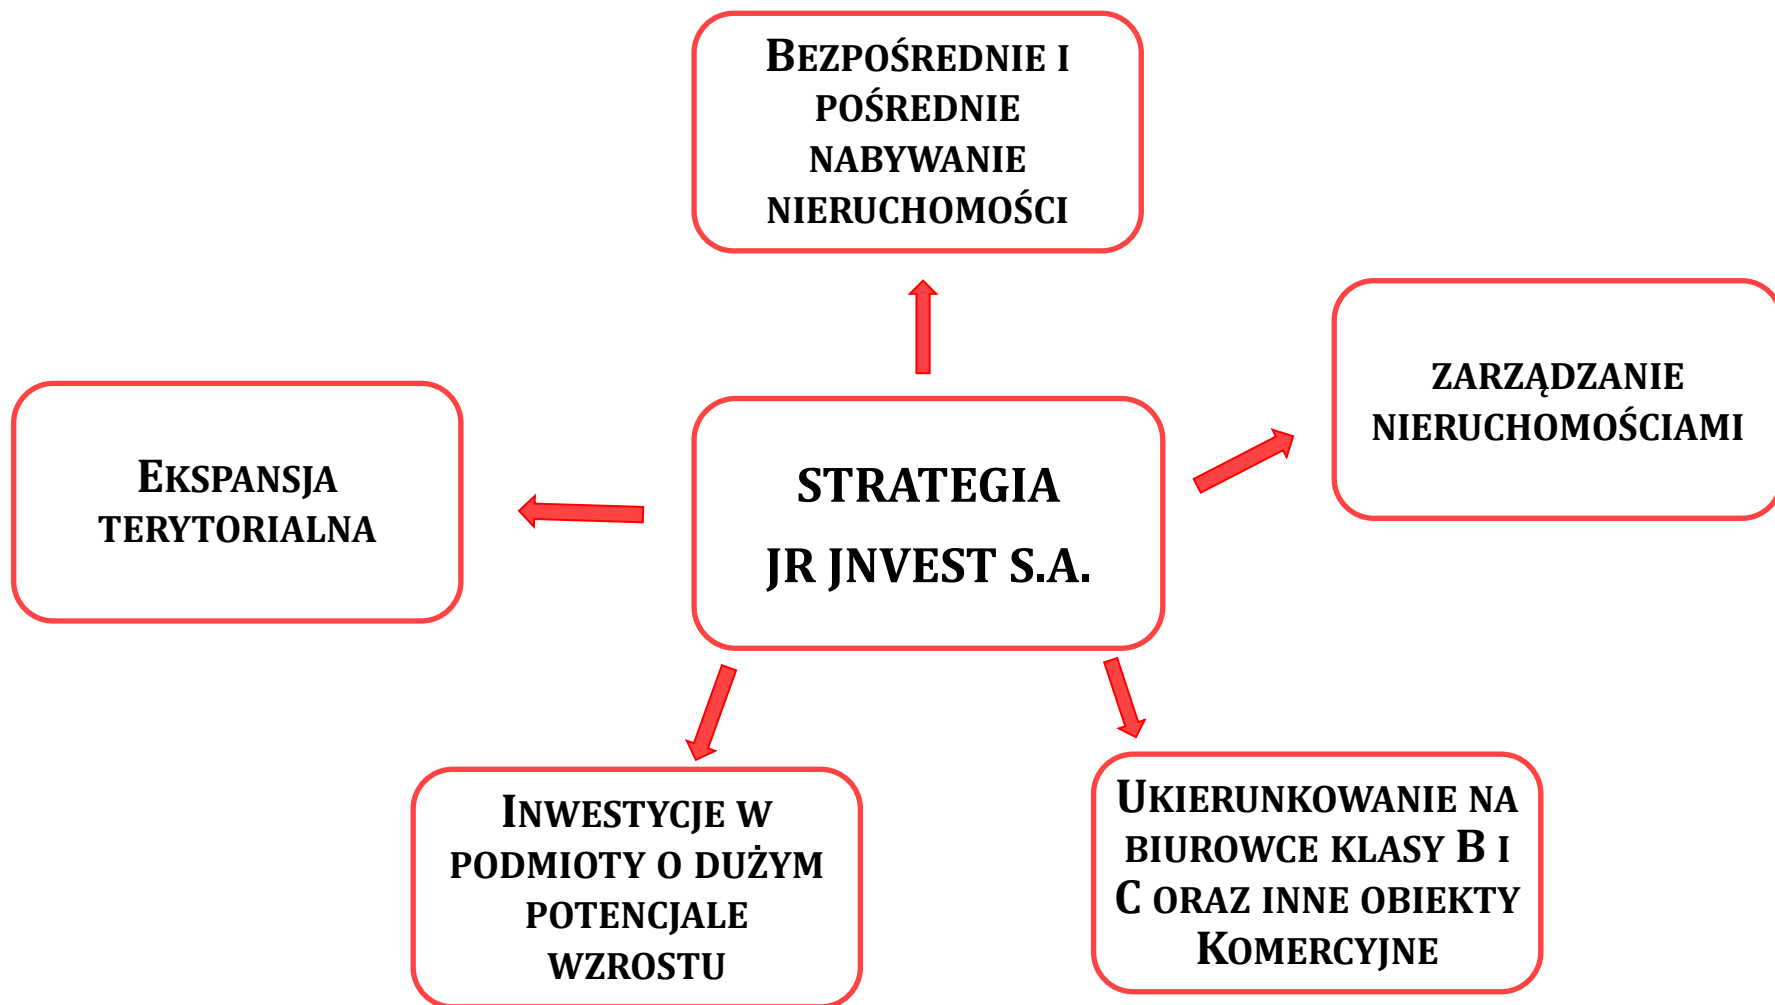 Bezpośrednie i
pośrednie
nabywanie
nieruchomości
zarządzanie
nieruchomościami
Ekspansja
terytorialna
STRATEGIA
JR JNVEST S.A.
Inwestycje w
podmioty o dużym
potencjale
wzrostu
Ukierunkowanie na
biurowce klasy B i
C oraz inne obiekty
Komercyjne